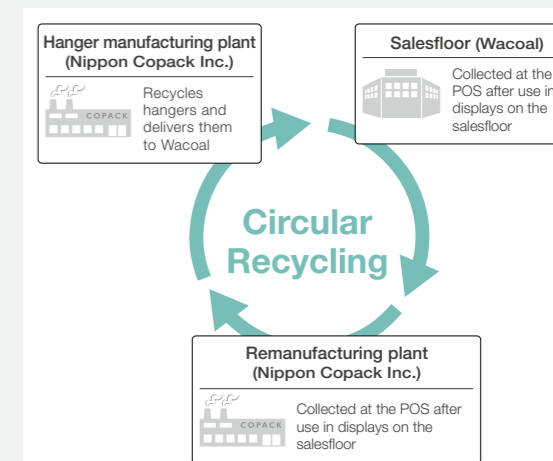 Hanger manufacturing plant
(Nippon Copack Inc.)
COPACK
Recycles
hangers and
delivers them
to Wacoal
Salesfloor (Wacoal)
Collected at the
POS after use in
displays on the
salesfloor
Circular
Recycling
Remanufacturing plant
(Nippon Copack Inc.)
COPACK
Collected at the POS after
use in displays on the
salesfloor